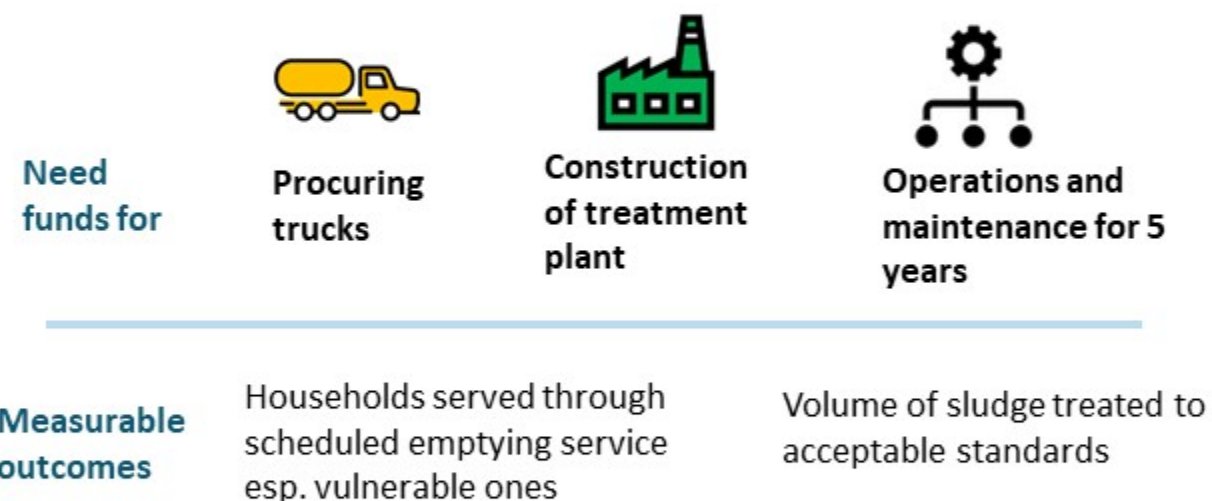 Need
funds for
Procuring
trucks
Construction
of treatment
plant
Operations and
maintenance for 5
years
Measurable
outcomes
Households served through
scheduled emptying service
esp. vulnerable ones
Volume of sludge treated to
acceptable standards